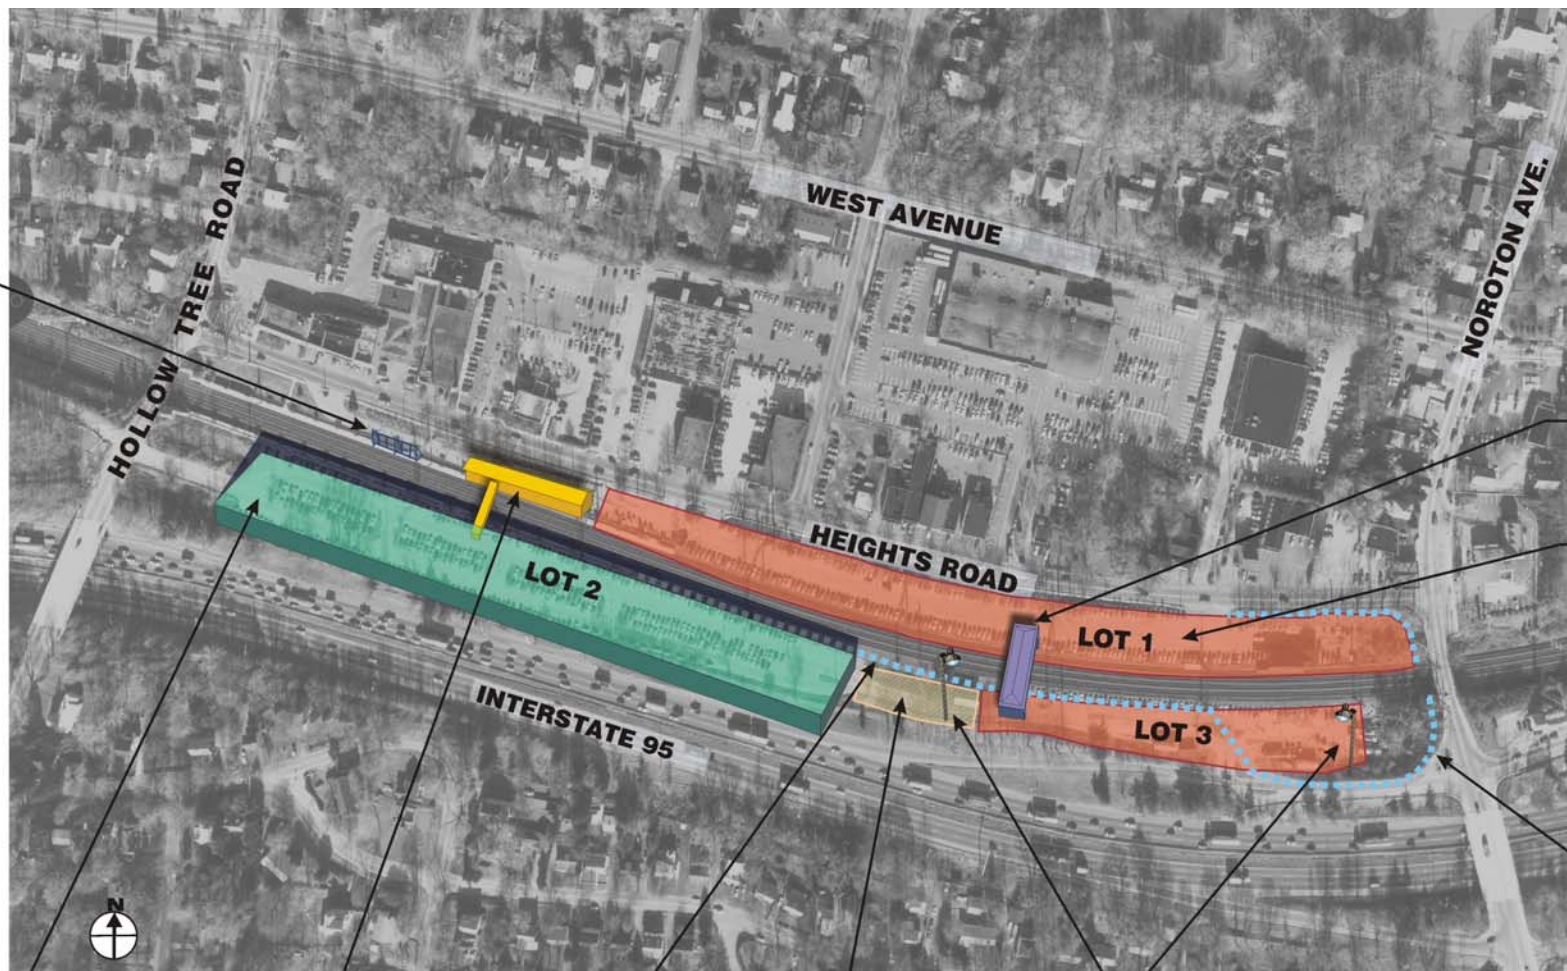 WEST AVENUE
HOLLOW TREE ROAD
NOROTON AVE.
HEIGHTS ROAD
LOT 2
LOT 1
INTERSTATE 95
LOT 3
N